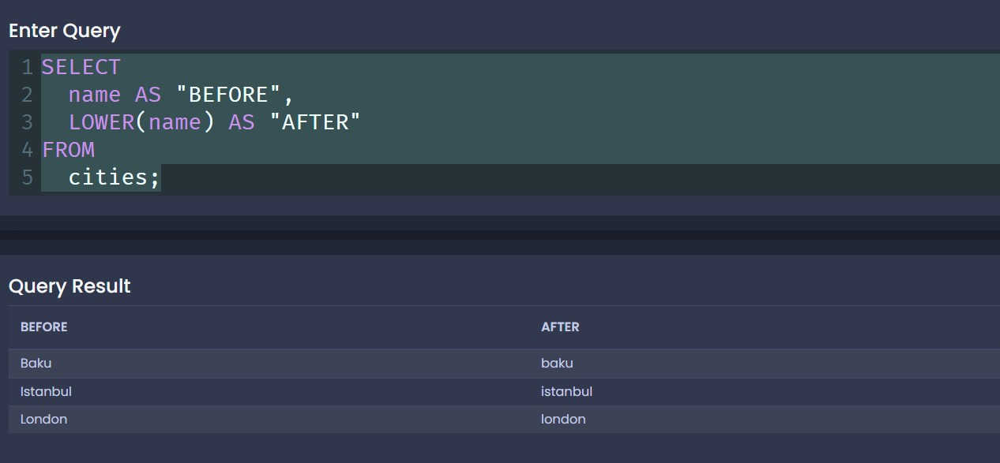 Enter Query
1 SELECT
2   name AS "BEFORE",
3   LOWER(name) AS "AFTER"
4 FROM
5   cities;
Query Result
BEFORE AFTER
Baku baku
Istanbul istanbul
London london